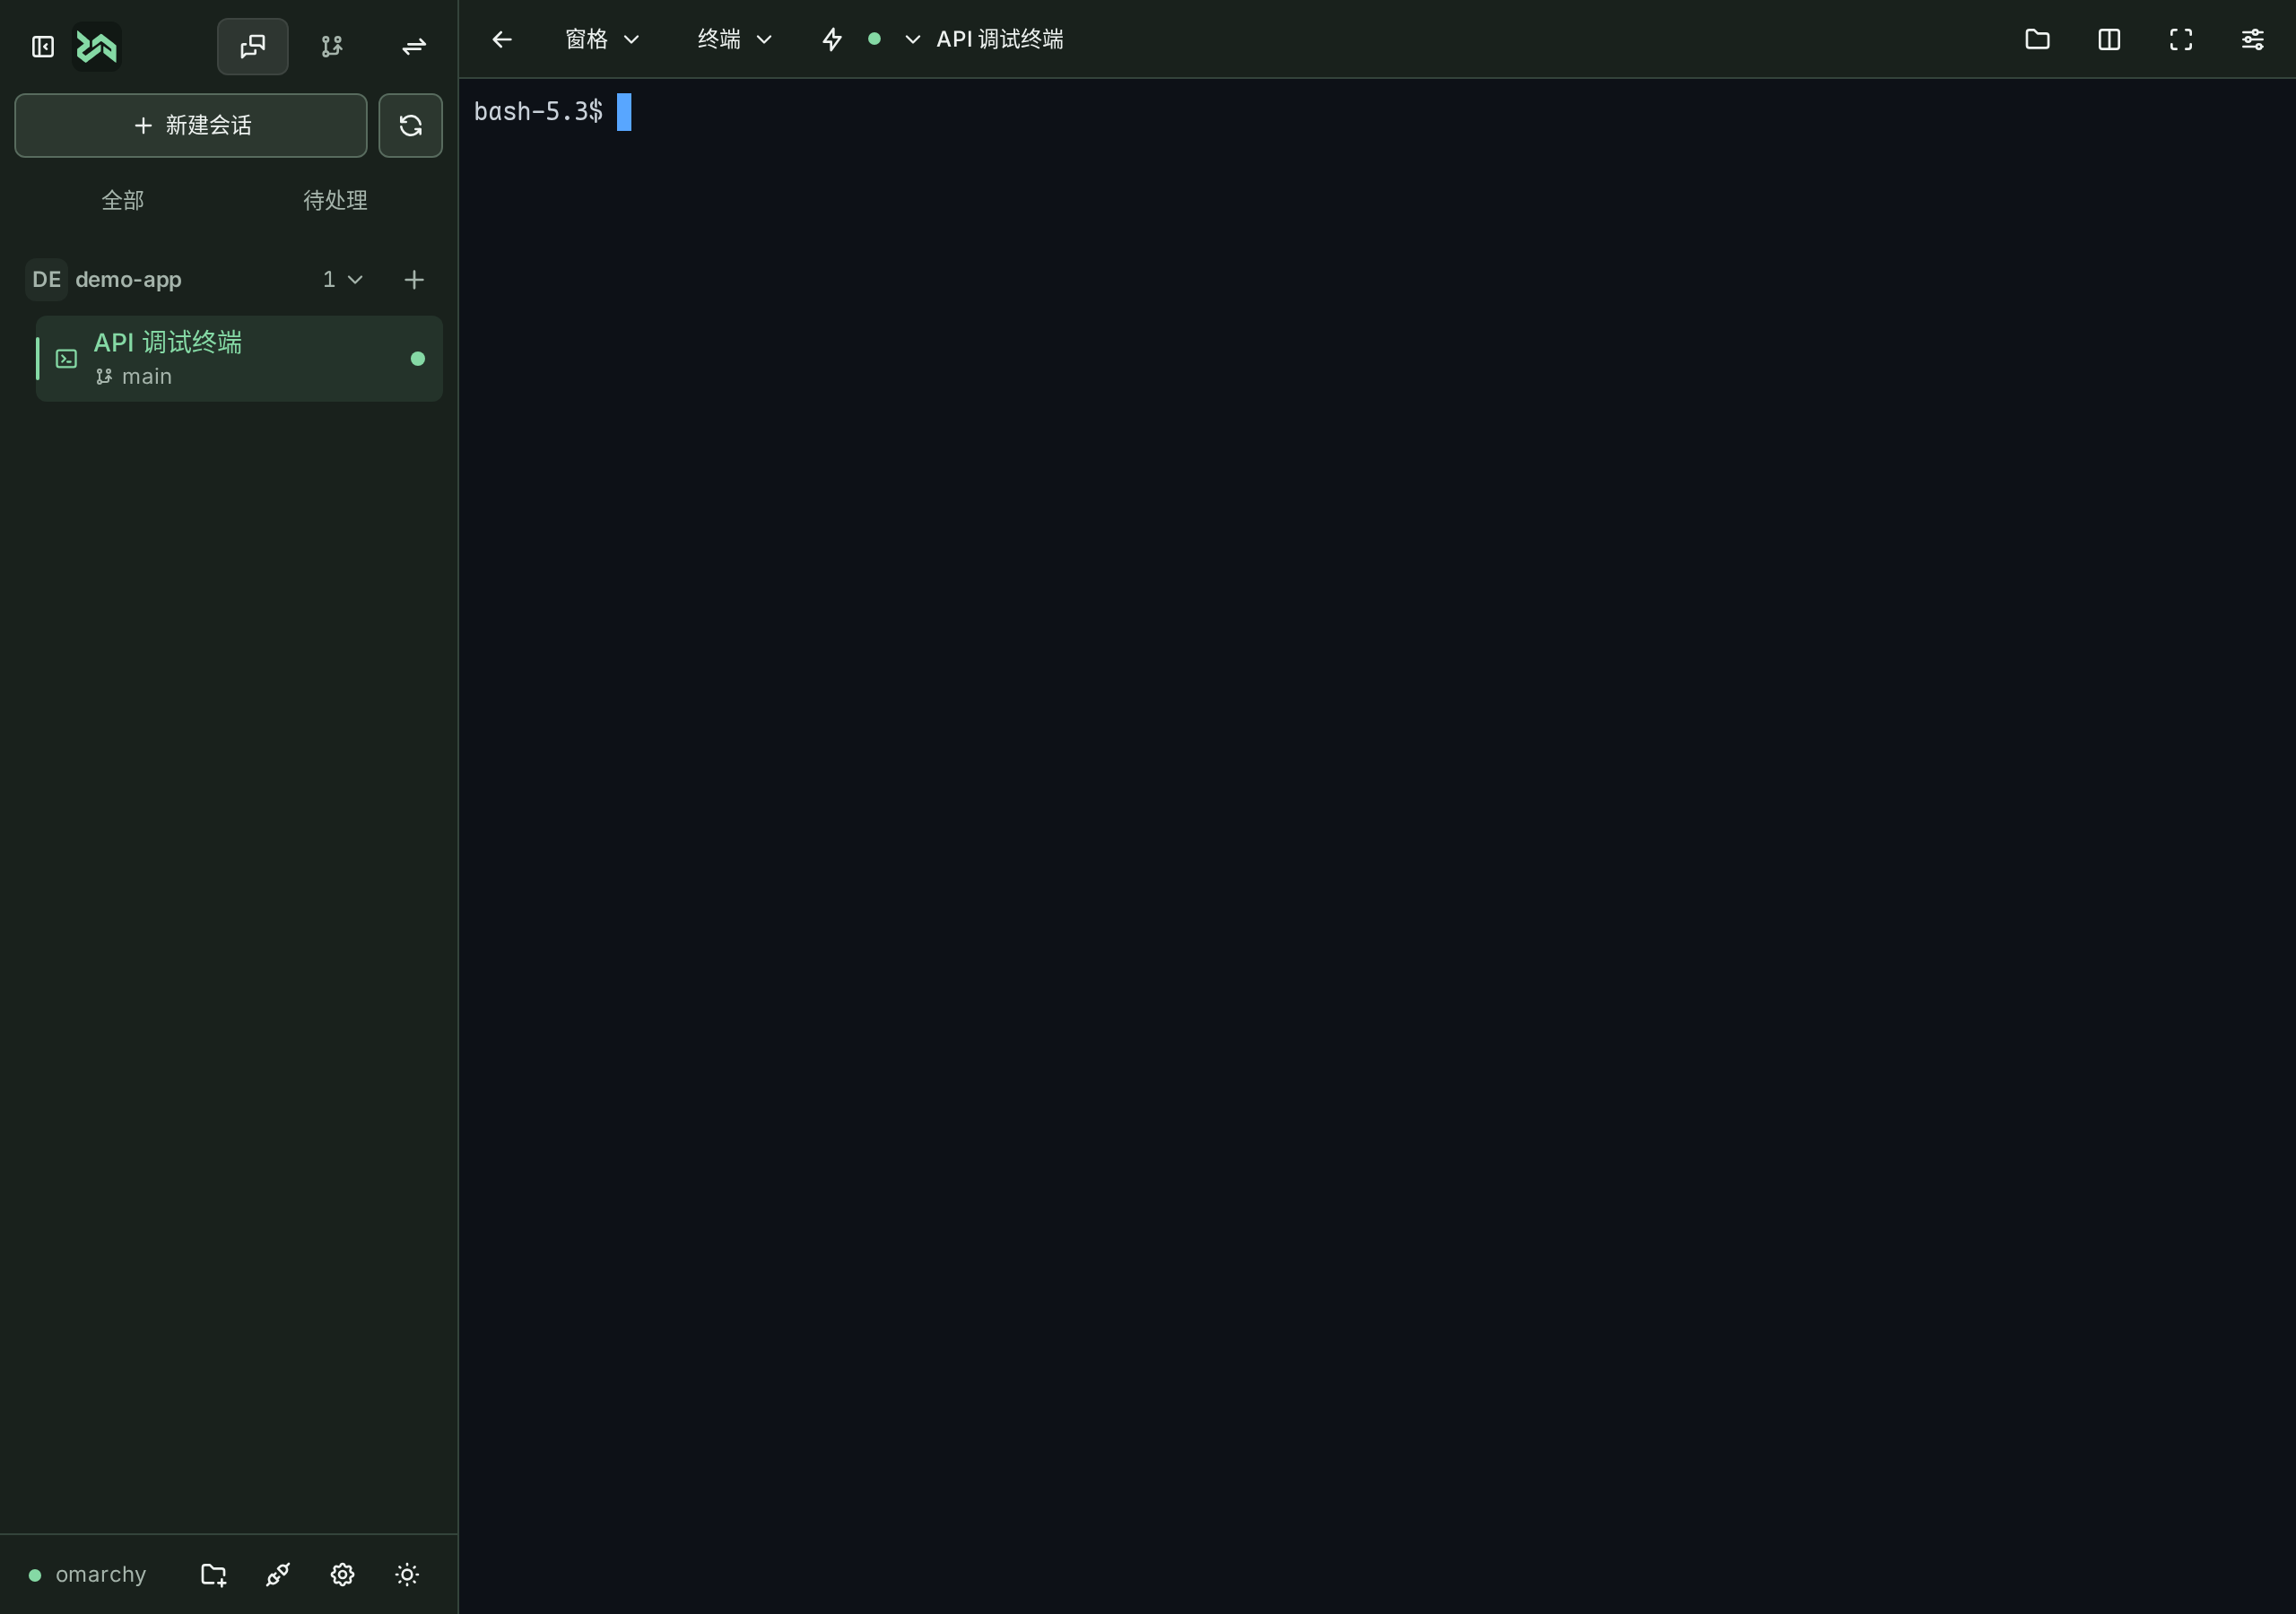 新建会话
全部 待处理
DE demo-app 1
API 调试终端
main
omarchy
窗格 终端 API 调试终端
bash-5.3$